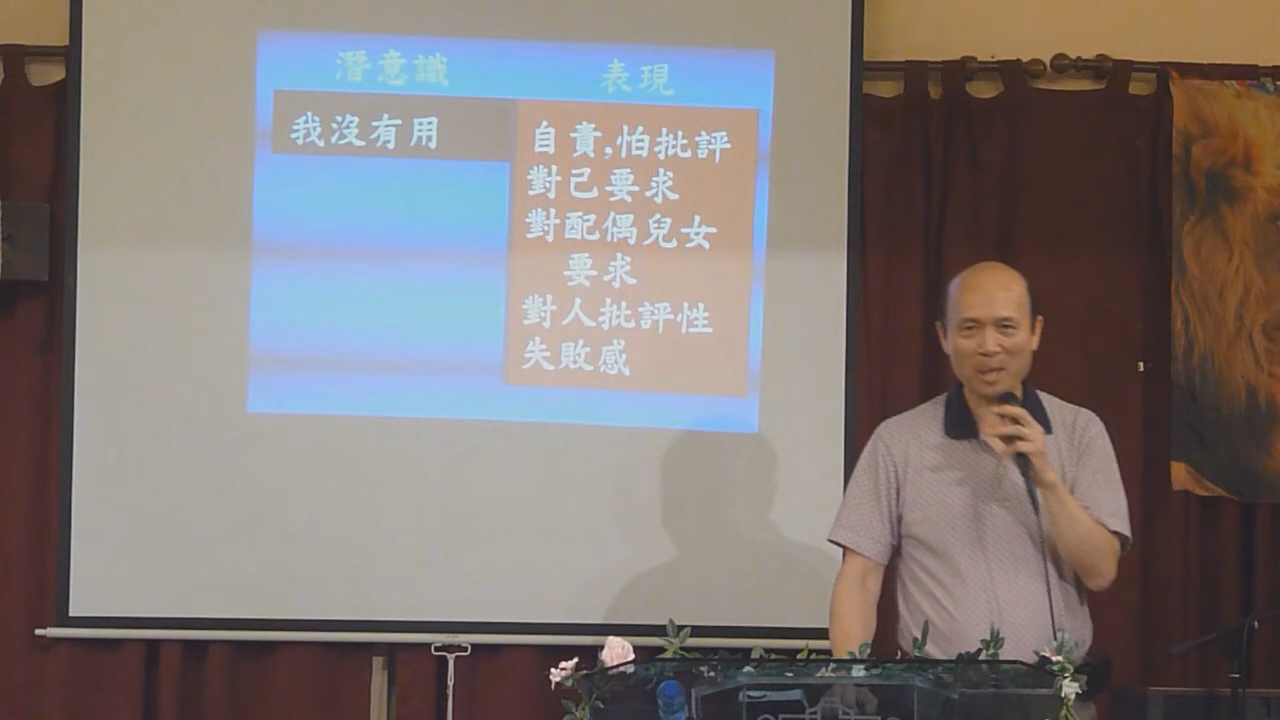 潛意識 表現
我沒有用
自責,怕批評
對已要求
對配偶兒女
要求
對人批評性
失敗感